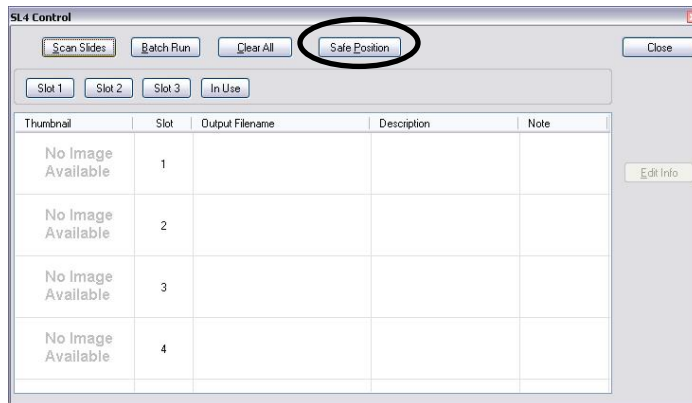 SL4 Control
Scan Slides Batch Run Clear All Safe Position Close
Slot 1 Slot 2 Slot 3 In Use
Thumbnail Slot Output Filename Description Note
No Image
Available
1
Edit Info
No Image
Available
2
No Image
Available
3
No Image
Available
4